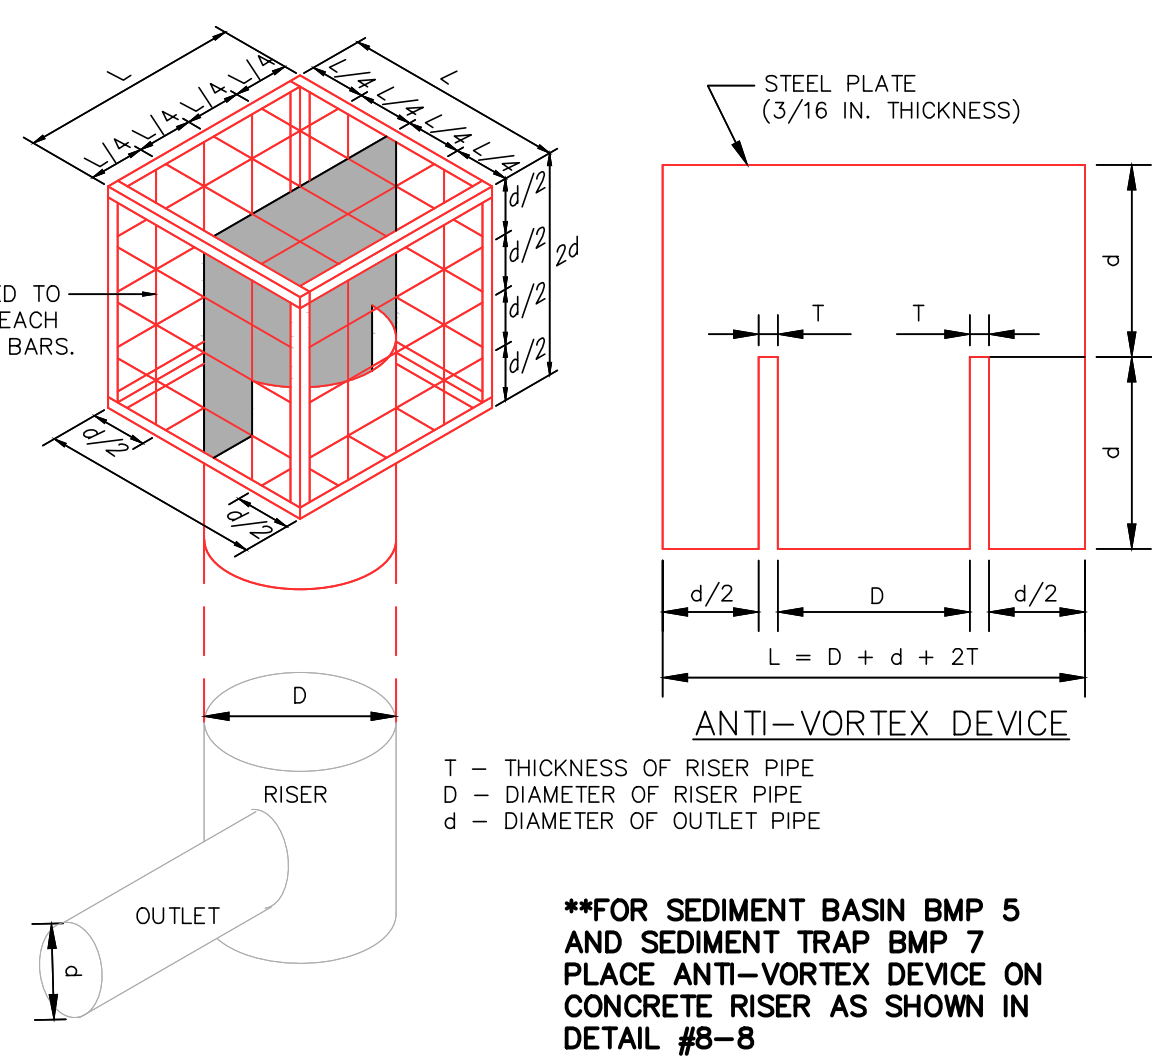 L
L
L/4
L/4
L/4
L/4
L/4
L/4
L/4
L/4
d/2
d/2
d/2
d/2
2d
ED TO
EACH
BARS.
d/2
d/2
STEEL PLATE
(3/16 IN. THICKNESS)
d
T
T
d
d/2
D
d/2
L = D + d + 2T
ANTI–VORTEX DEVICE
D
RISER
OUTLET
d
T – THICKNESS OF RISER PIPE
D – DIAMETER OF RISER PIPE
d – DIAMETER OF OUTLET PIPE
**FOR SEDIMENT BASIN BMP 5
AND SEDIMENT TRAP BMP 7
PLACE ANTI–VORTEX DEVICE ON
CONCRETE RISER AS SHOWN IN
DETAIL #8–8